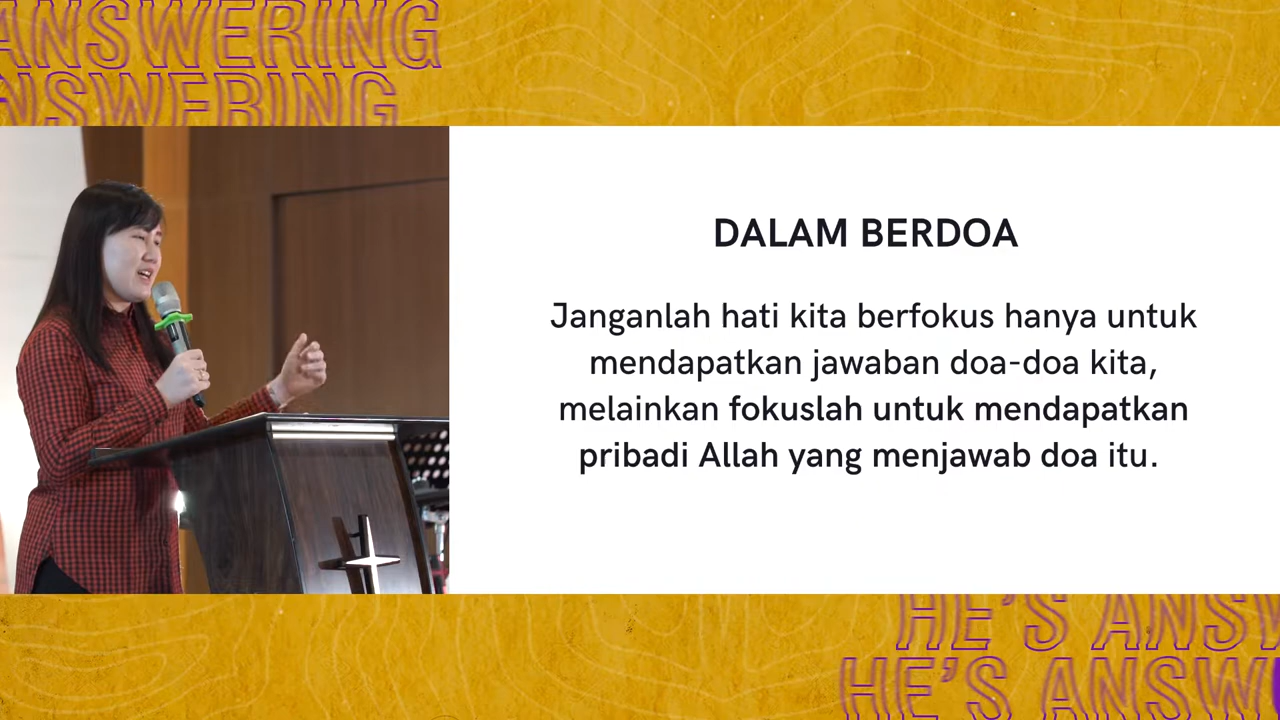 ANSWERING
NSWERING
DALAM BERDOA
Janganlah hati kita berfokus hanya untuk
mendapatkan jawaban doa-doa kita,
melainkan fokuslah untuk mendapatkan
pribadi Allah yang menjawab doa itu.
HE'S ANSW
HE'S ANSW